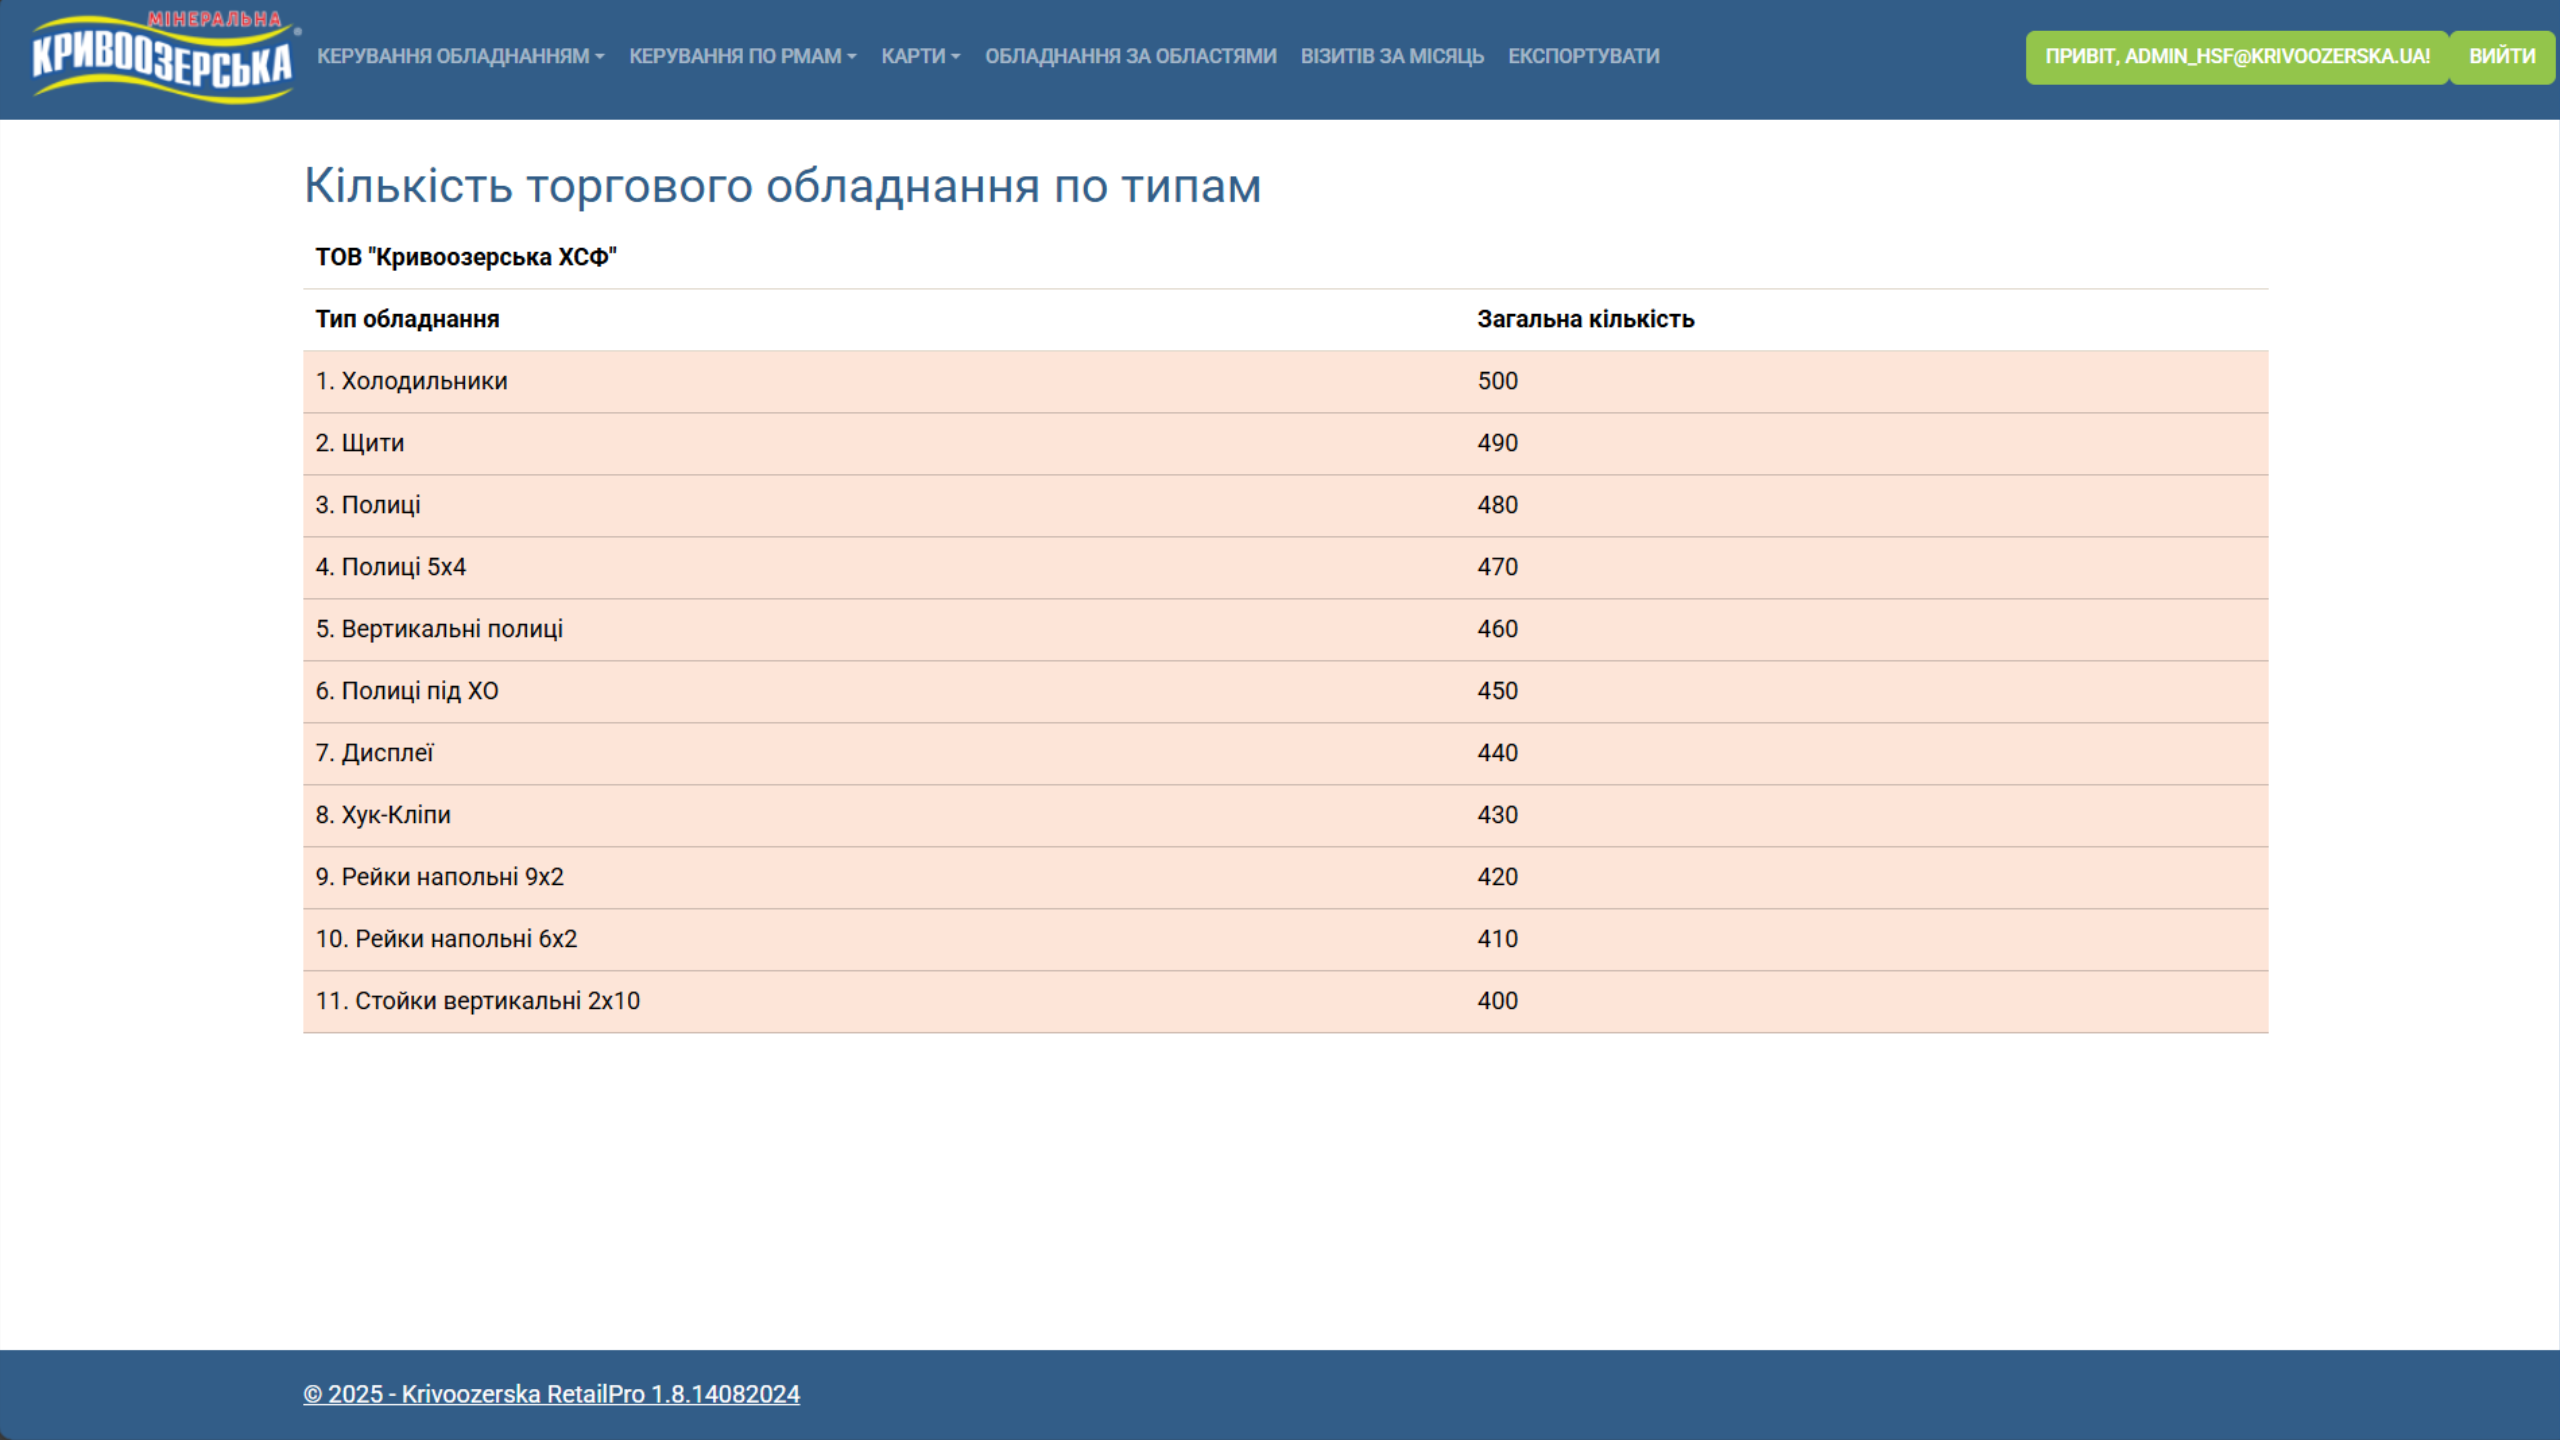 МІНЕРАЛЬНА
КРИВООЗЕРСЬКА®
КЕРУВАННЯ ОБЛАДНАННЯМ КЕРУВАННЯ ПО РМАМ КАРТИ ОБЛАДНАННЯ ЗА ОБЛАСТЯМИ ВІЗИТІВ ЗА МІСЯЦЬ ЕКСПОРТУВАТИ ПРИВІТ, ADMIN_HSF@KRIVOOZERSKA.UA! ВИЙТИ
Кількість торгового обладнання по типам
ТОВ "Кривоозерська ХСФ"
Тип обладнання Загальна кількість
1. Холодильники 500
2. Щити 490
3. Полиці 480
4. Полиці 5х4 470
5. Вертикальні полиці 460
6. Полиці під ХО 450
7. Дисплеї 440
8. Хук-Кліпи 430
9. Рейки напольні 9х2 420
10. Рейки напольні 6х2 410
11. Стойки вертикальні 2х10 400
© 2025 - Krivoozerska RetailPro 1.8.14082024